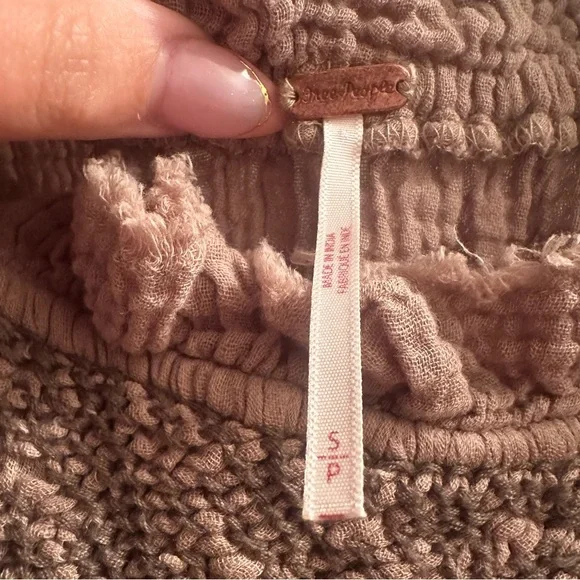 Free People
MADE IN INDIA
FABRIQUÉ EN INDE
S|P